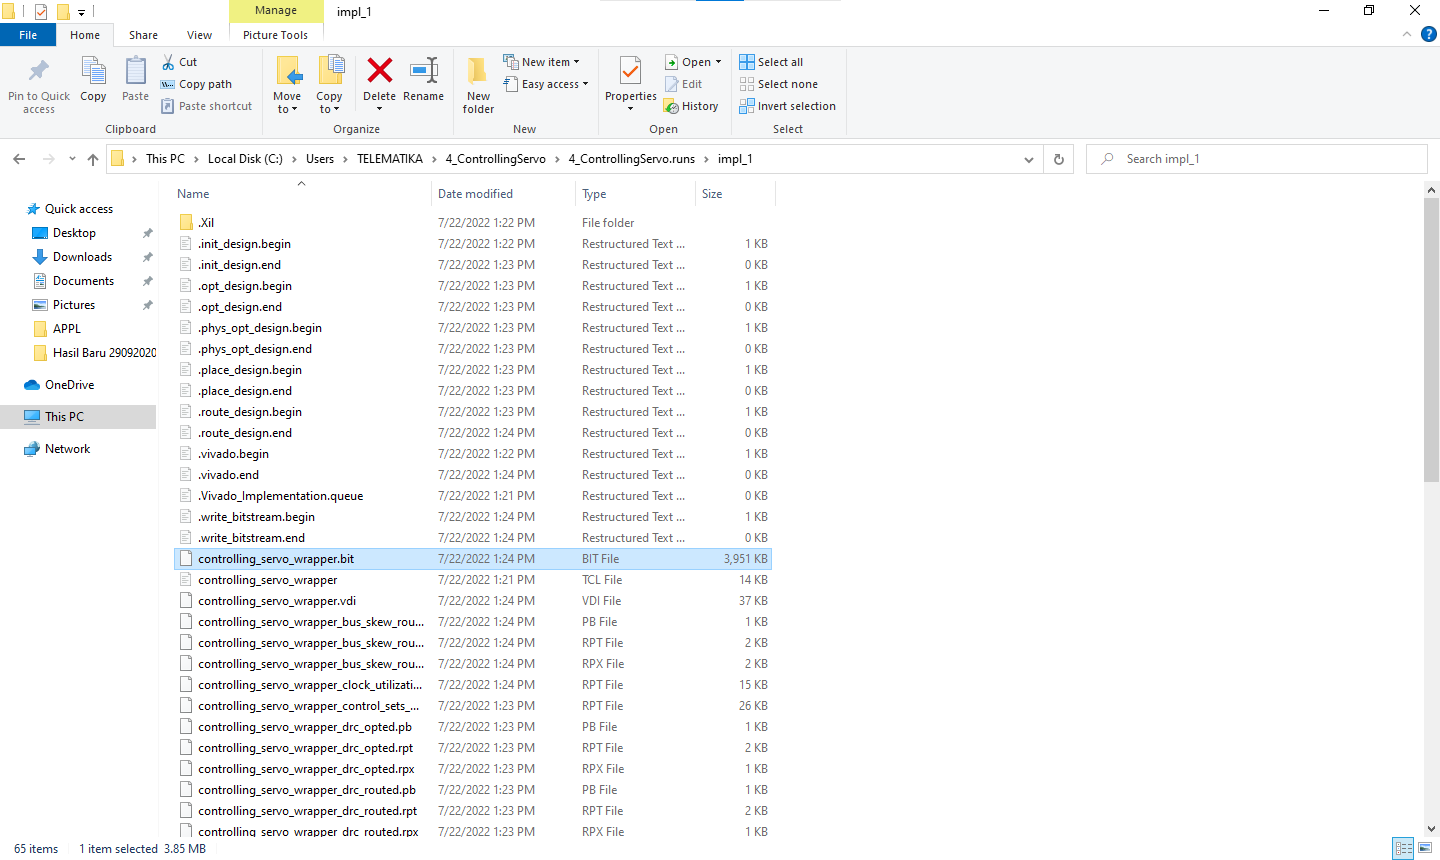 Manage
impl_1
File
Home
Share
View
Picture Tools
Pin to Quick access
Copy
Paste
Cut
Copy path
Paste shortcut
Clipboard
Move to
Copy to
Delete
Rename
Organize
New folder
New item
Easy access
New
Properties
Open
Edit
History
Open
Select all
Select none
Invert selection
Select
This PC > Local Disk (C:) > Users > TELEMATIKA > 4_ControllingServo > 4_ControllingServo.runs > impl_1
Search impl_1
Quick access
Desktop
Downloads
Documents
Pictures
APPL
Hasil Baru 29092020
OneDrive
This PC
Network
Name Date modified Type Size
.Xil 7/22/2022 1:22 PM File folder
.init_design.begin 7/22/2022 1:22 PM Restructured Text ... 1 KB
.init_design.end 7/22/2022 1:23 PM Restructured Text ... 0 KB
.opt_design.begin 7/22/2022 1:23 PM Restructured Text ... 1 KB
.opt_design.end 7/22/2022 1:23 PM Restructured Text ... 0 KB
.phys_opt_design.begin 7/22/2022 1:23 PM Restructured Text ... 1 KB
.phys_opt_design.end 7/22/2022 1:23 PM Restructured Text ... 0 KB
.place_design.begin 7/22/2022 1:23 PM Restructured Text ... 1 KB
.place_design.end 7/22/2022 1:23 PM Restructured Text ... 0 KB
.route_design.begin 7/22/2022 1:23 PM Restructured Text ... 1 KB
.route_design.end 7/22/2022 1:24 PM Restructured Text ... 0 KB
.vivado.begin 7/22/2022 1:22 PM Restructured Text ... 1 KB
.vivado.end 7/22/2022 1:24 PM Restructured Text ... 0 KB
.Vivado_Implementation.queue 7/22/2022 1:21 PM Restructured Text ... 0 KB
.write_bitstream.begin 7/22/2022 1:24 PM Restructured Text ... 1 KB
.write_bitstream.end 7/22/2022 1:24 PM Restructured Text ... 0 KB
controlling_servo_wrapper.bit 7/22/2022 1:24 PM BIT File 3,951 KB
controlling_servo_wrapper 7/22/2022 1:21 PM TCL File 14 KB
controlling_servo_wrapper.vdi 7/22/2022 1:24 PM VDI File 37 KB
controlling_servo_wrapper_bus_skew_rou... 7/22/2022 1:24 PM PB File 1 KB
controlling_servo_wrapper_bus_skew_rou... 7/22/2022 1:24 PM RPT File 2 KB
controlling_servo_wrapper_bus_skew_rou... 7/22/2022 1:24 PM RPX File 2 KB
controlling_servo_wrapper_clock_utilizati... 7/22/2022 1:24 PM RPT File 15 KB
controlling_servo_wrapper_control_sets_... 7/22/2022 1:23 PM RPT File 26 KB
controlling_servo_wrapper_drc_opted.pb 7/22/2022 1:23 PM PB File 1 KB
controlling_servo_wrapper_drc_opted.rpt 7/22/2022 1:23 PM RPT File 2 KB
controlling_servo_wrapper_drc_opted.rpx 7/22/2022 1:23 PM RPX File 1 KB
controlling_servo_wrapper_drc_routed.pb 7/22/2022 1:23 PM PB File 1 KB
controlling_servo_wrapper_drc_routed.rpt 7/22/2022 1:23 PM RPT File 2 KB
controlling_servo_wrapper_drc_routed.rpx 7/22/2022 1:23 PM RPX File 1 KB
65 items 1 item selected 3.85 MB